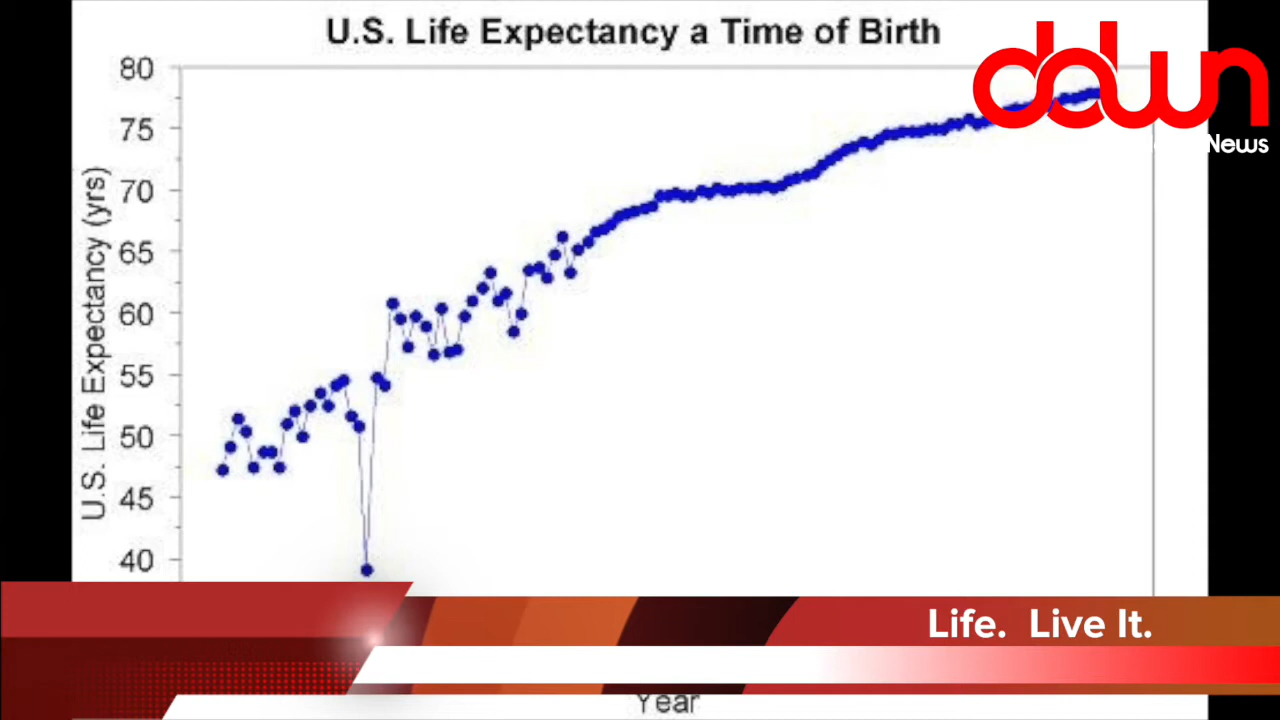 U.S. Life Expectancy a Time of Birth
down
News
80
75
70
65
60
55
50
45
40
U.S. Life Expectancy (yrs)
Life. Live It.
Year